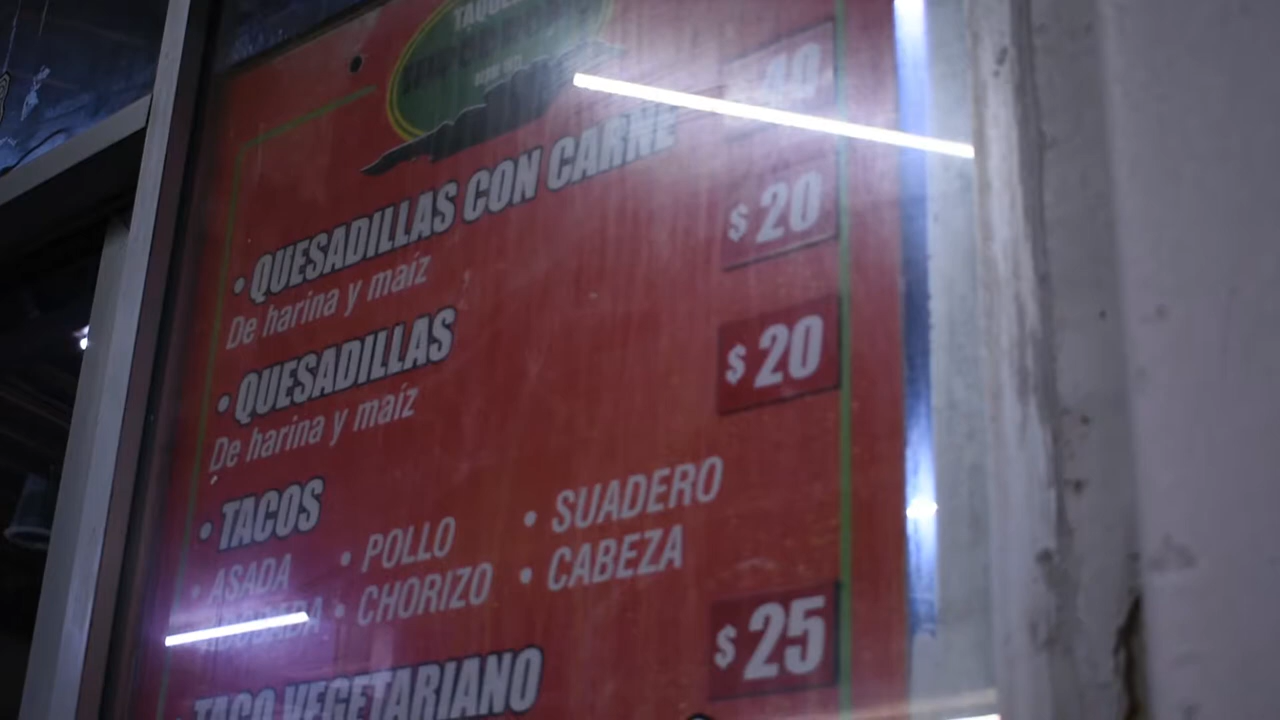 40
• QUESADILLAS CON CARNE
De harina y maíz
$ 20
• QUESADILLAS
De harina y maíz
$ 20
• TACOS
• ASADA • POLLO • SUADERO
• CHORIZO • CABEZA
$ 25
TACO VEGETARIANO